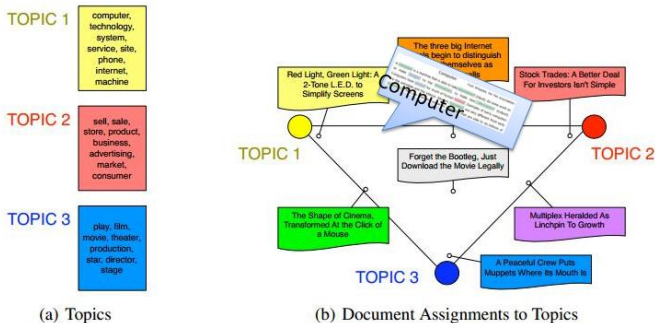 TOPIC 1
computer,
technology,
system,
service, site,
phone,
internet,
machine
TOPIC 2
sell, sale,
store, product,
business,
advertising,
market,
consumer
TOPIC 3
play, film,
movie, theater,
production,
star, director,
stage
(a) Topics
The three big Internet
begin to distinguish
themselves as
Red Light, Green Light: A
2-Tone L.E.D. to
Simplify Screens
Computer
Computer
Stock Trades: A Better Deal
For Investors Isn't Simple
TOPIC 1
TOPIC 2
Forget the Bootleg, Just
Download the Movie Legally
The Shape of Cinema,
Transformed At the Click of
a Mouse
Multiplex Heralded As
Linchpin To Growth
TOPIC 3
A Peaceful Crew Puts
Muppets Where Its Mouth Is
(b) Document Assignments to Topics